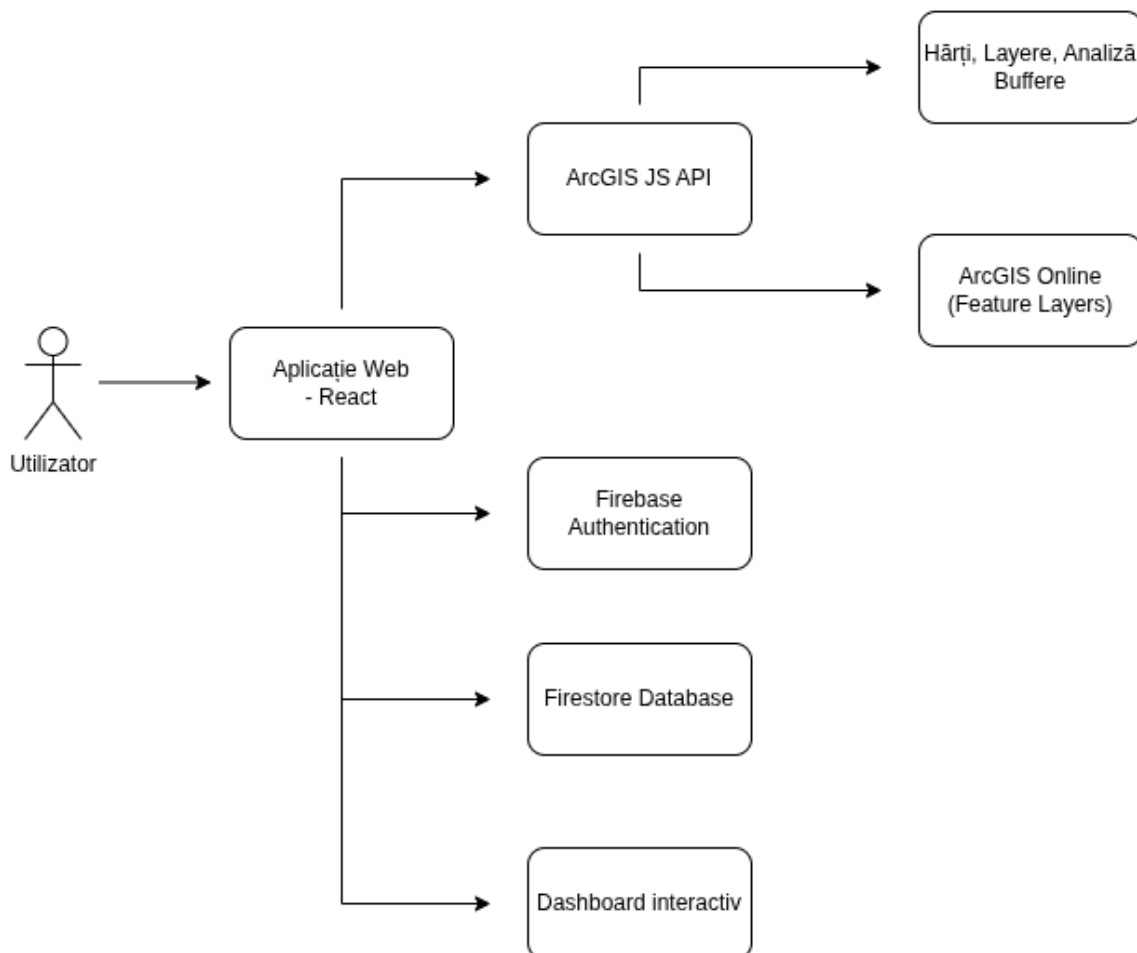 Hărți, Layere, Analiză
Buffere
ArcGIS JS API
ArcGIS Online
(Feature Layers)
Aplicație Web
- React
Utilizator
Firebase
Authentication
Firestore Database
Dashboard interactiv